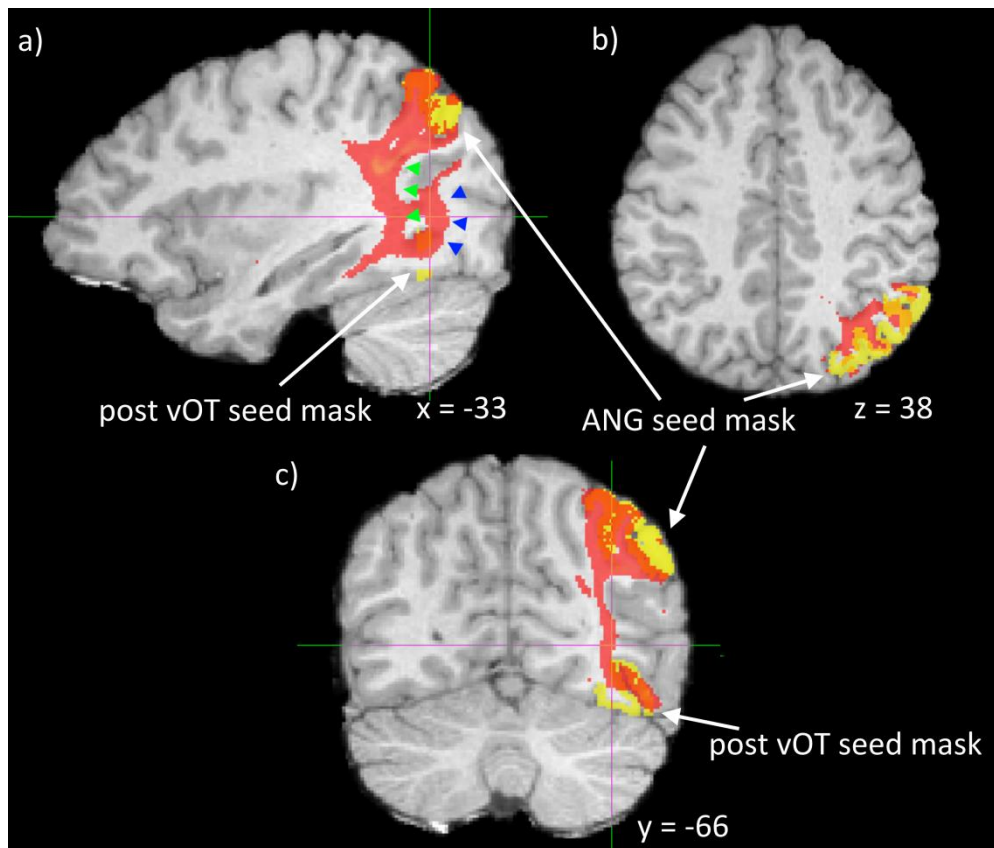 a)
b)
post vOT seed mask
x = -33
ANG seed mask
z = 38
c)
post vOT seed mask
y = -66